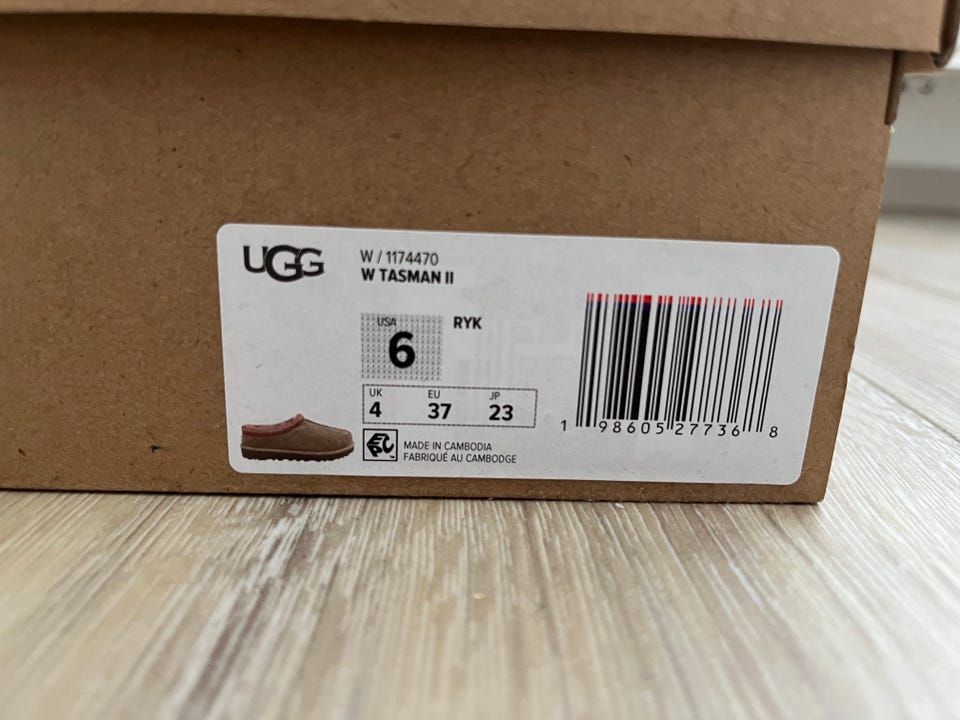 UGG
W / 1174470
W TASMAN II
USA
6
RYK
UK EU JP
4 37 23
MADE IN CAMBODIA
FABRIQUÉ AU CAMBODGE
1 98605 27736 8